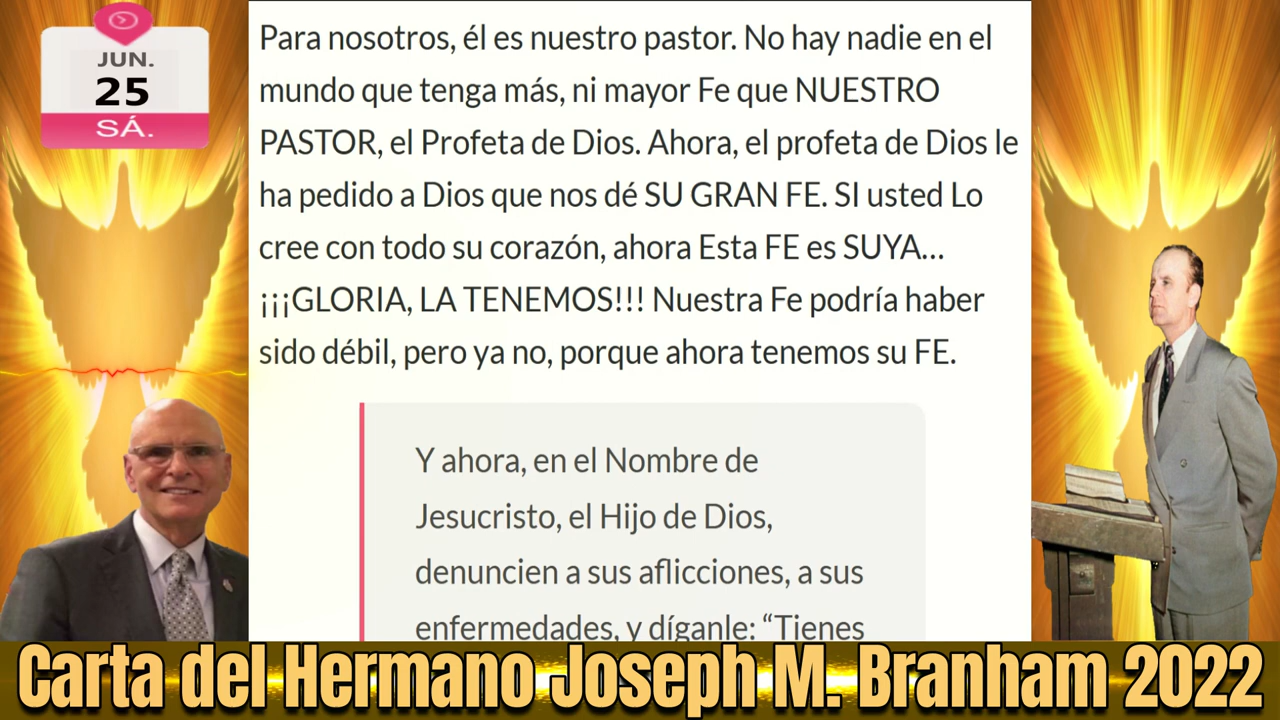 JUN.
25
SÁ.
Para nosotros, él es nuestro pastor. No hay nadie en el
mundo que tenga más, ni mayor Fe que NUESTRO
PASTOR, el Profeta de Dios. Ahora, el profeta de Dios le
ha pedido a Dios que nos dé SU GRAN FE. SI usted Lo
cree con todo su corazón, ahora Esta FE es SUYA…
¡¡¡GLORIA, LA TENEMOS!!! Nuestra Fe podría haber
sido débil, pero ya no, porque ahora tenemos su FE.
Y ahora, en el Nombre de
Jesucristo, el Hijo de Dios,
denuncien a sus aflicciones, a sus
enfermedades, y díganle: “Tienes
Carta del Hermano Joseph M. Branham 2022